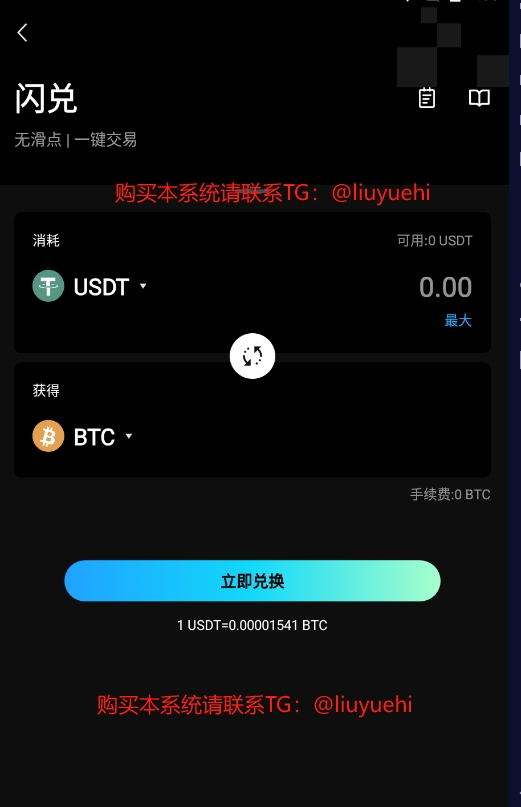 闪兑
无滑点 | 一键交易
购买本系统请联系TG：@liuyuehi
消耗
可用:0 USDT
USDT
0.00
最大
获得
BTC
手续费:0 BTC
立即兑换
1 USDT=0.00001541 BTC
购买本系统请联系TG：@liuyuehi